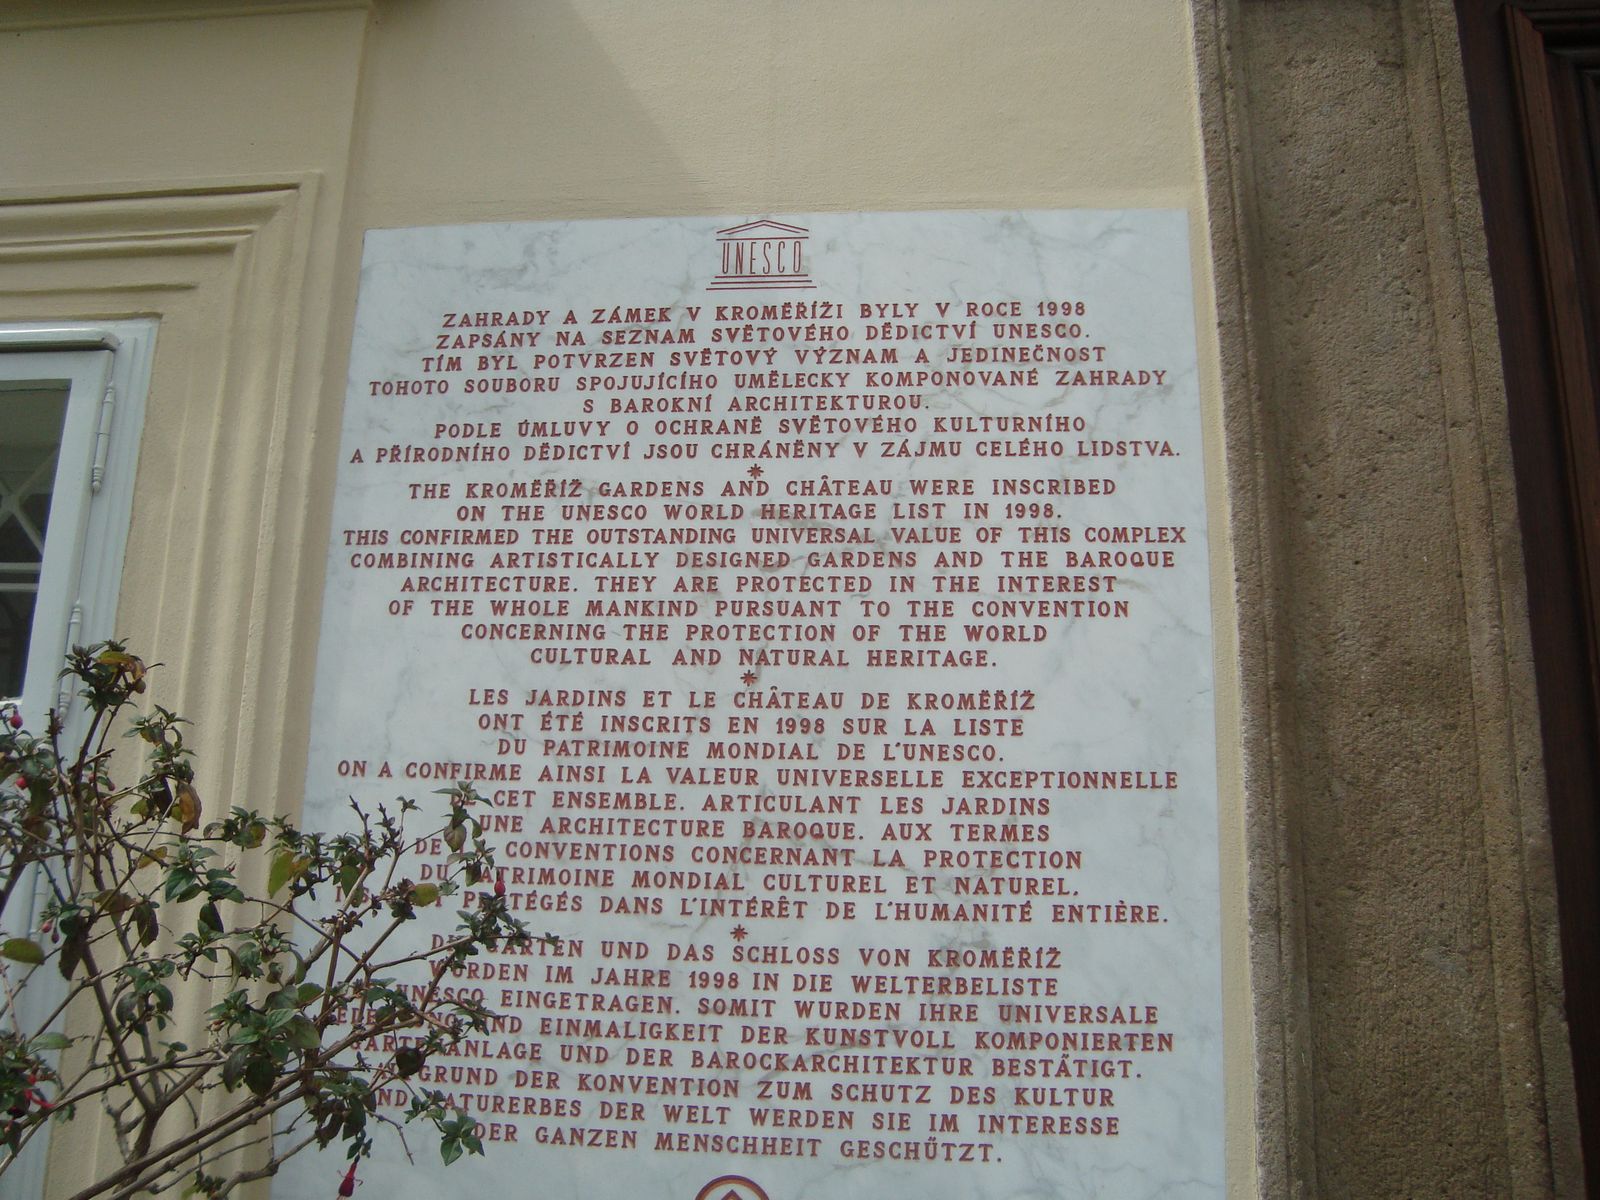 UNESCO
ZAHRADY A ZÁMEK V KROMĚŘÍŽI BYLY V ROCE 1998
ZAPSÁNY NA SEZNAM SVĚTOVÉHO DĚDICTVÍ UNESCO.
TÍM BYL POTVRZEN SVĚTOVÝ VÝZNAM A JEDINEČNOST
TOHOTO SOUBORU SPOJUJÍCÍHO UMĚLECKY KOMPONOVANÉ ZAHRADY
S BAROKNÍ ARCHITEKTUROU.
PODLE ÚMLUVY O OCHRANĚ SVĚTOVÉHO KULTURNÍHO
A PŘÍRODNÍHO DĚDICTVÍ JSOU CHRÁNĚNY V ZÁJMU CELÉHO LIDSTVA.
*
THE KROMĚŘÍŽ GARDENS AND CHÂTEAU WERE INSCRIBED
ON THE UNESCO WORLD HERITAGE LIST IN 1998.
THIS CONFIRMED THE OUTSTANDING UNIVERSAL VALUE OF THIS COMPLEX
COMBINING ARTISTICALLY DESIGNED GARDENS AND THE BAROQUE
ARCHITECTURE. THEY ARE PROTECTED IN THE INTEREST
OF THE WHOLE MANKIND PURSUANT TO THE CONVENTION
CONCERNING THE PROTECTION OF THE WORLD
CULTURAL AND NATURAL HERITAGE.
*
LES JARDINS ET LE CHÂTEAU DE KROMĚŘÍŽ
ONT ÉTÉ INSCRITS EN 1998 SUR LA LISTE
DU PATRIMOINE MONDIAL DE L'UNESCO.
ON A CONFIRME AINSI LA VALEUR UNIVERSELLE EXCEPTIONNELLE
DE CET ENSEMBLE. ARTICULANT LES JARDINS
UNE ARCHITECTURE BAROQUE. AUX TERMES
CONVENTIONS CONCERNANT LA PROTECTION
DU PATRIMOINE MONDIAL CULTUREL ET NATUREL.
PROTÉGÉS DANS L'INTÉRÊT DE L'HUMANITÉ ENTIÈRE.
*
DIE GÄRTEN UND DAS SCHLOSS VON KROMĚŘÍŽ
WURDEN IM JAHRE 1998 IN DIE WELTERBELISTE
UNESCO EINGETRAGEN. SOMIT WURDEN IHRE UNIVERSALE
UND EINMALIGKEIT DER KUNSTVOLL KOMPONIERTEN
GARTENANLAGE UND DER BAROCKARCHITEKTUR BESTÄTIGT.
GRUND DER KONVENTION ZUM SCHUTZ DES KULTUR
UND NATURERBES DER WELT WERDEN SIE IM INTERESSE
DER GANZEN MENSCHHEIT GESCHÜTZT.